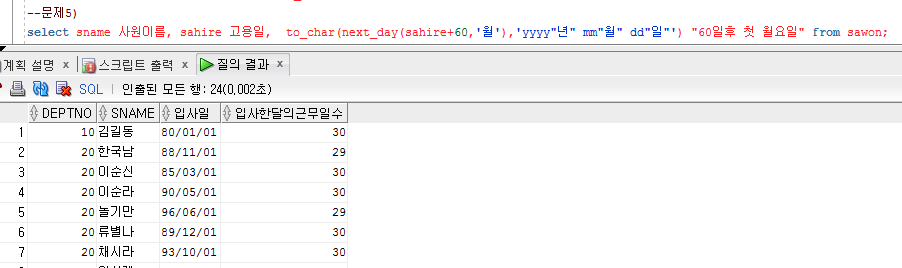 --문제5)
select sname 사원이름, sahire 고용일, to_char(next_day(sahire+60,'월'),'yyyy"년" mm"월" dd"일"') "60일후 첫 월요일" from sawon;
계획 설명 × 스크립트 출력 × 질의 결과 ×
SQL | 인출된 모든 행: 24(0,002초)
DEPTNO SNAME 입사일 입사한달의근무일수
1 10 김길동 80/01/01 30
2 20 한국남 88/11/01 29
3 20 이순신 85/03/01 30
4 20 이순라 90/05/01 30
5 20 놀기만 96/06/01 29
6 20 류별나 89/12/01 30
7 20 채시라 93/10/01 30